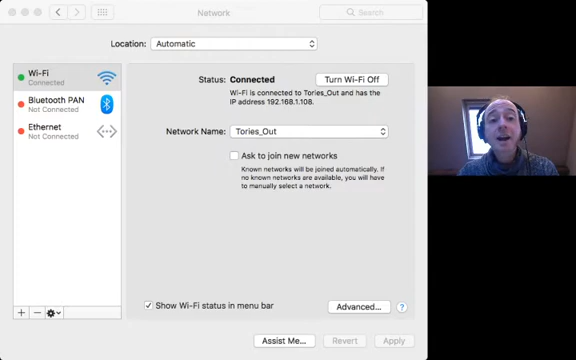 Network
Search
Location: Automatic
Wi-Fi
Connected
Bluetooth PAN
Not Connected
Ethernet
Not Connected
Status: Connected
Turn Wi-Fi Off
Wi-Fi is connected to Tories_Out and has the
IP address 192.168.1.108.
Network Name: Tories_Out
Ask to join new networks
Known networks will be joined automatically. If
no known networks are available, you will have
to manually select a network.
Show Wi-Fi status in menu bar
Advanced...
?
Assist Me...
Revert
Apply